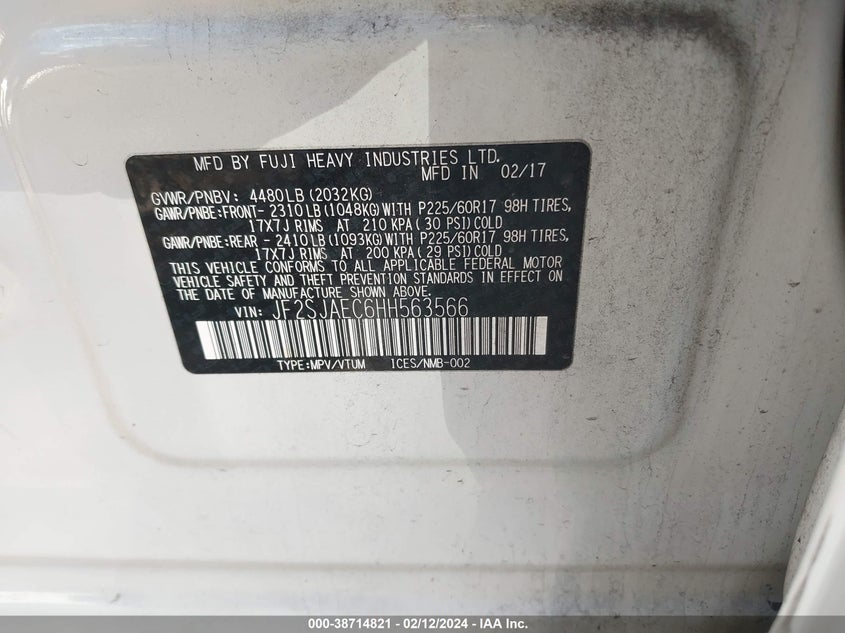 MFD BY FUJI HEAVY INDUSTRIES LTD.
MFD IN 02/17
GVWR/PNBV: 4480LB (2032KG)
GAWR/PNBE:FRONT- 2310LB (1048KG) WITH P225/60R17 98H TIRES,
17X7J RIMS AT 210 KPA ( 30 PSI) COLD
GAWR/PNBE:REAR - 2410LB (1093KG) WITH P225/60R17 98H TIRES,
17X7J RIMS AT 200 KPA ( 29 PSI) COLD
THIS VEHICLE CONFORMS TO ALL APPLICABLE FEDERAL MOTOR
VEHICLE SAFETY AND THEFT PREVENTION STANDARDS IN EFFECT ON
THE DATE OF MANUFACTURE SHOWN ABOVE.
VIN: JF2SJAEC6HH563566
TYPE:MPV/VTUM ICES/NMB-002
000-38714821 - 02/12/2024 - IAA Inc.